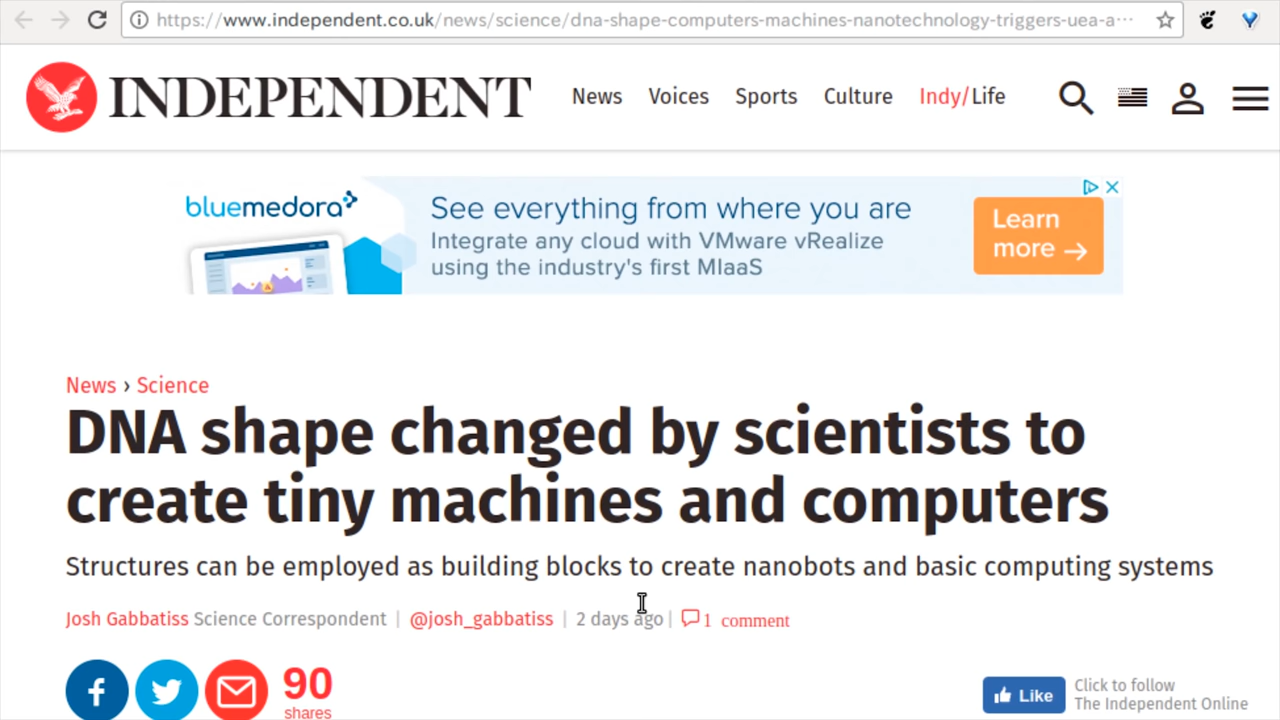 https://www.independent.co.uk/news/science/dna-shape-computers-machines-nanotechnology-triggers-uea-a···
INDEPENDENT
News Voices Sports Culture Indy/Life
bluemedora
See everything from where you are
Integrate any cloud with VMware vRealize
using the industry's first MIaaS
Learn
more →
News › Science
DNA shape changed by scientists to
create tiny machines and computers
Structures can be employed as building blocks to create nanobots and basic computing systems
Josh Gabbatiss Science Correspondent | @josh_gabbatiss | 2 days ago | 1 comment
90
shares
Like
Click to follow
The Independent Online